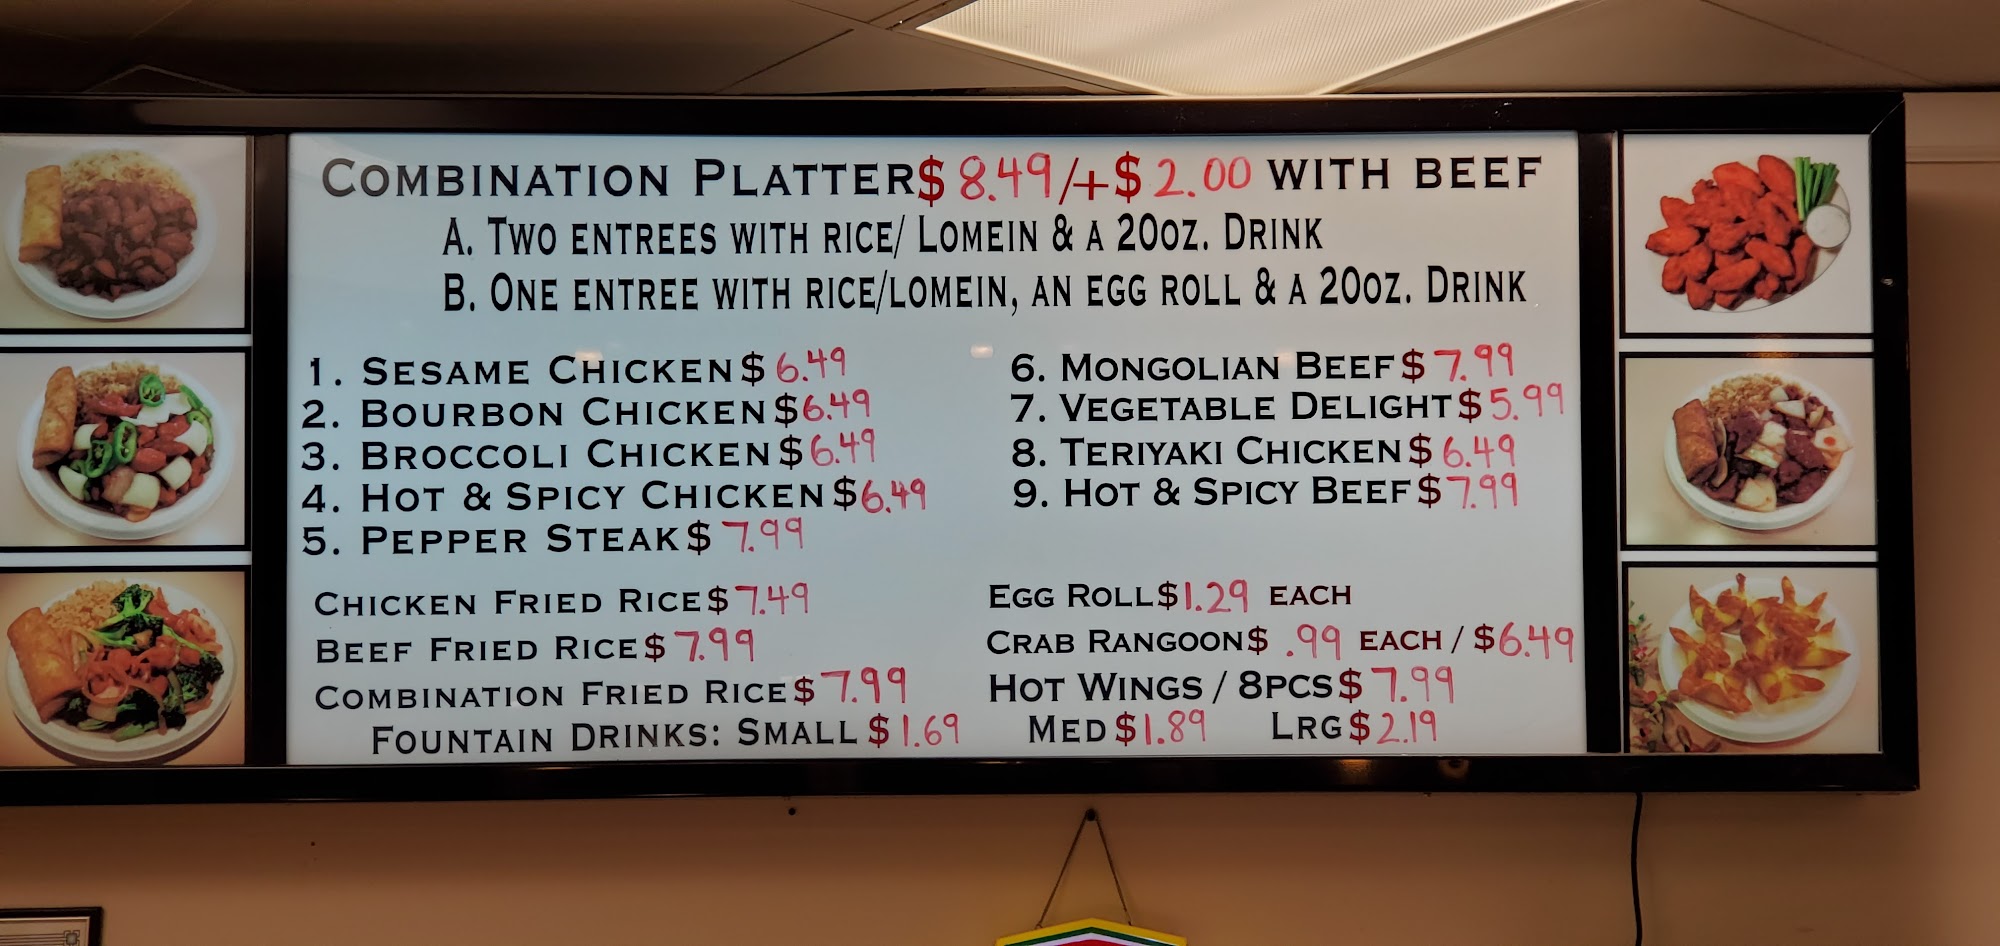 COMBINATION PLATTER $8.49/+$2.00 WITH BEEF
A. TWO ENTREES WITH RICE/ LOMEIN & A 20OZ. DRINK
B. ONE ENTREE WITH RICE/LOMEIN, AN EGG ROLL & A 20OZ. DRINK
1. SESAME CHICKEN $6.49
2. BOURBON CHICKEN $6.49
3. BROCCOLI CHICKEN $6.49
4. HOT & SPICY CHICKEN $6.49
5. PEPPER STEAK $7.99
6. MONGOLIAN BEEF $7.99
7. VEGETABLE DELIGHT $5.99
8. TERIYAKI CHICKEN $6.49
9. HOT & SPICY BEEF $7.99
CHICKEN FRIED RICE $7.49
BEEF FRIED RICE $7.99
COMBINATION FRIED RICE $7.99
EGG ROLL $1.29 EACH
CRAB RANGOON $.99 EACH / $6.49
HOT WINGS / 8PCS $7.99
FOUNTAIN DRINKS: SMALL $1.69 MED $1.89 LRG $2.19